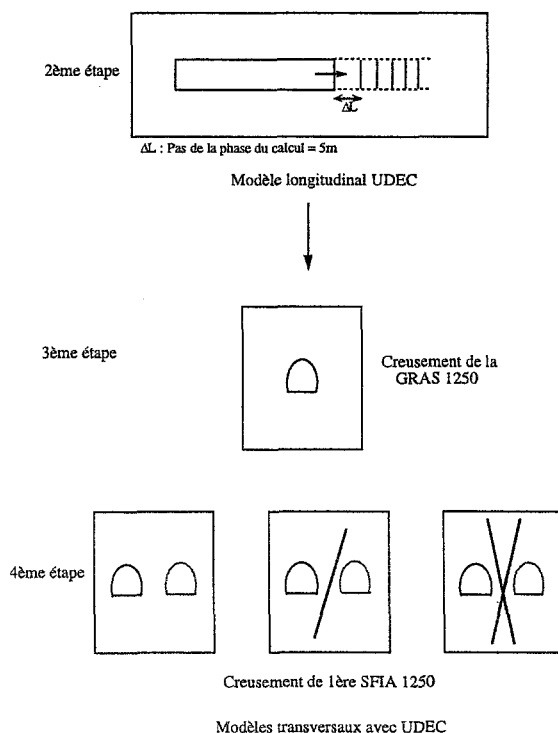 2ème étape
ΔL
ΔL : Pas de la phase du calcul = 5m
Modèle longitudinal UDEC
3ème étape
Creusement de la
GRAS 1250
4ème étape
Creusement de 1ère SFIA 1250
Modèles transversaux avec UDEC